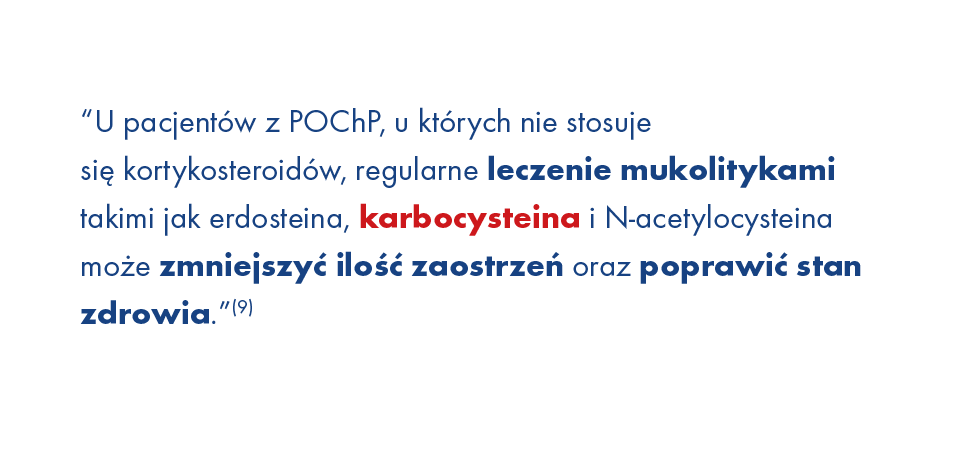 “U pacjentów z POChP, u których nie stosuje
się kortykosteroidów, regularne leczenie mukolitykami
takimi jak erdosteina, karbocysteina i N-acetylocysteina
może zmniejszyć ilość zaostrzeń oraz poprawić stan
zdrowia.”(9)